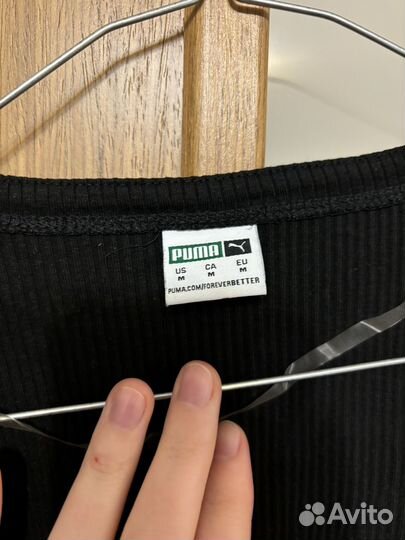 PUMA
US CA EU
M M M
PUMA.COM/FOREVERBETTER
Avito